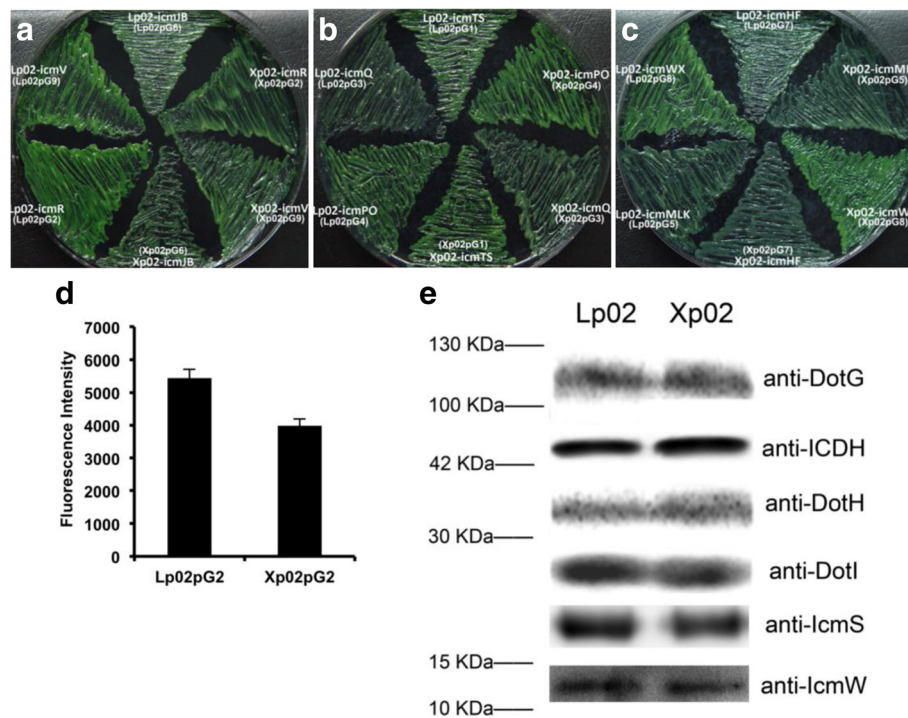 a
Lp02-icmJB
(Lp02pG6)
Lp02-icmV
(Lp02pG9)
Xp02-icmR
(Xp02pG2)
Lp02-icmR
(Lp02pG2)
Xp02-icmV
(Xp02pG9)
(Xp02pG6)
Xp02-icmJB
b
Lp02-icmTS
(Lp02pG1)
Lp02-icmQ
(Lp02pG3)
Xp02-icmPO
(Xp02pG4)
Lp02-icmPO
(Lp02pG4)
Xp02-icmQ
(Xp02pG3)
(Xp02pG1)
Xp02-icmTS
c
Lp02-icmHF
(Lp02pG7)
Lp02-icmWX
(Lp02pG8)
Xp02-icmML
(Xp02pG5)
Lp02-icmMLK
(Lp02pG5)
Xp02-icmW
(Xp02pG8)
(Xp02pG7)
Xp02-icmHF
d
Fluorescence Intensity
7000
6000
5000
4000
3000
2000
1000
0
Lp02pG2 Xp02pG2
e
Lp02 Xp02
130 KDa
anti-DotG
100 KDa
anti-ICDH
42 KDa
anti-DotH
30 KDa
anti-DotI
anti-IcmS
15 KDa
anti-IcmW
10 KDa